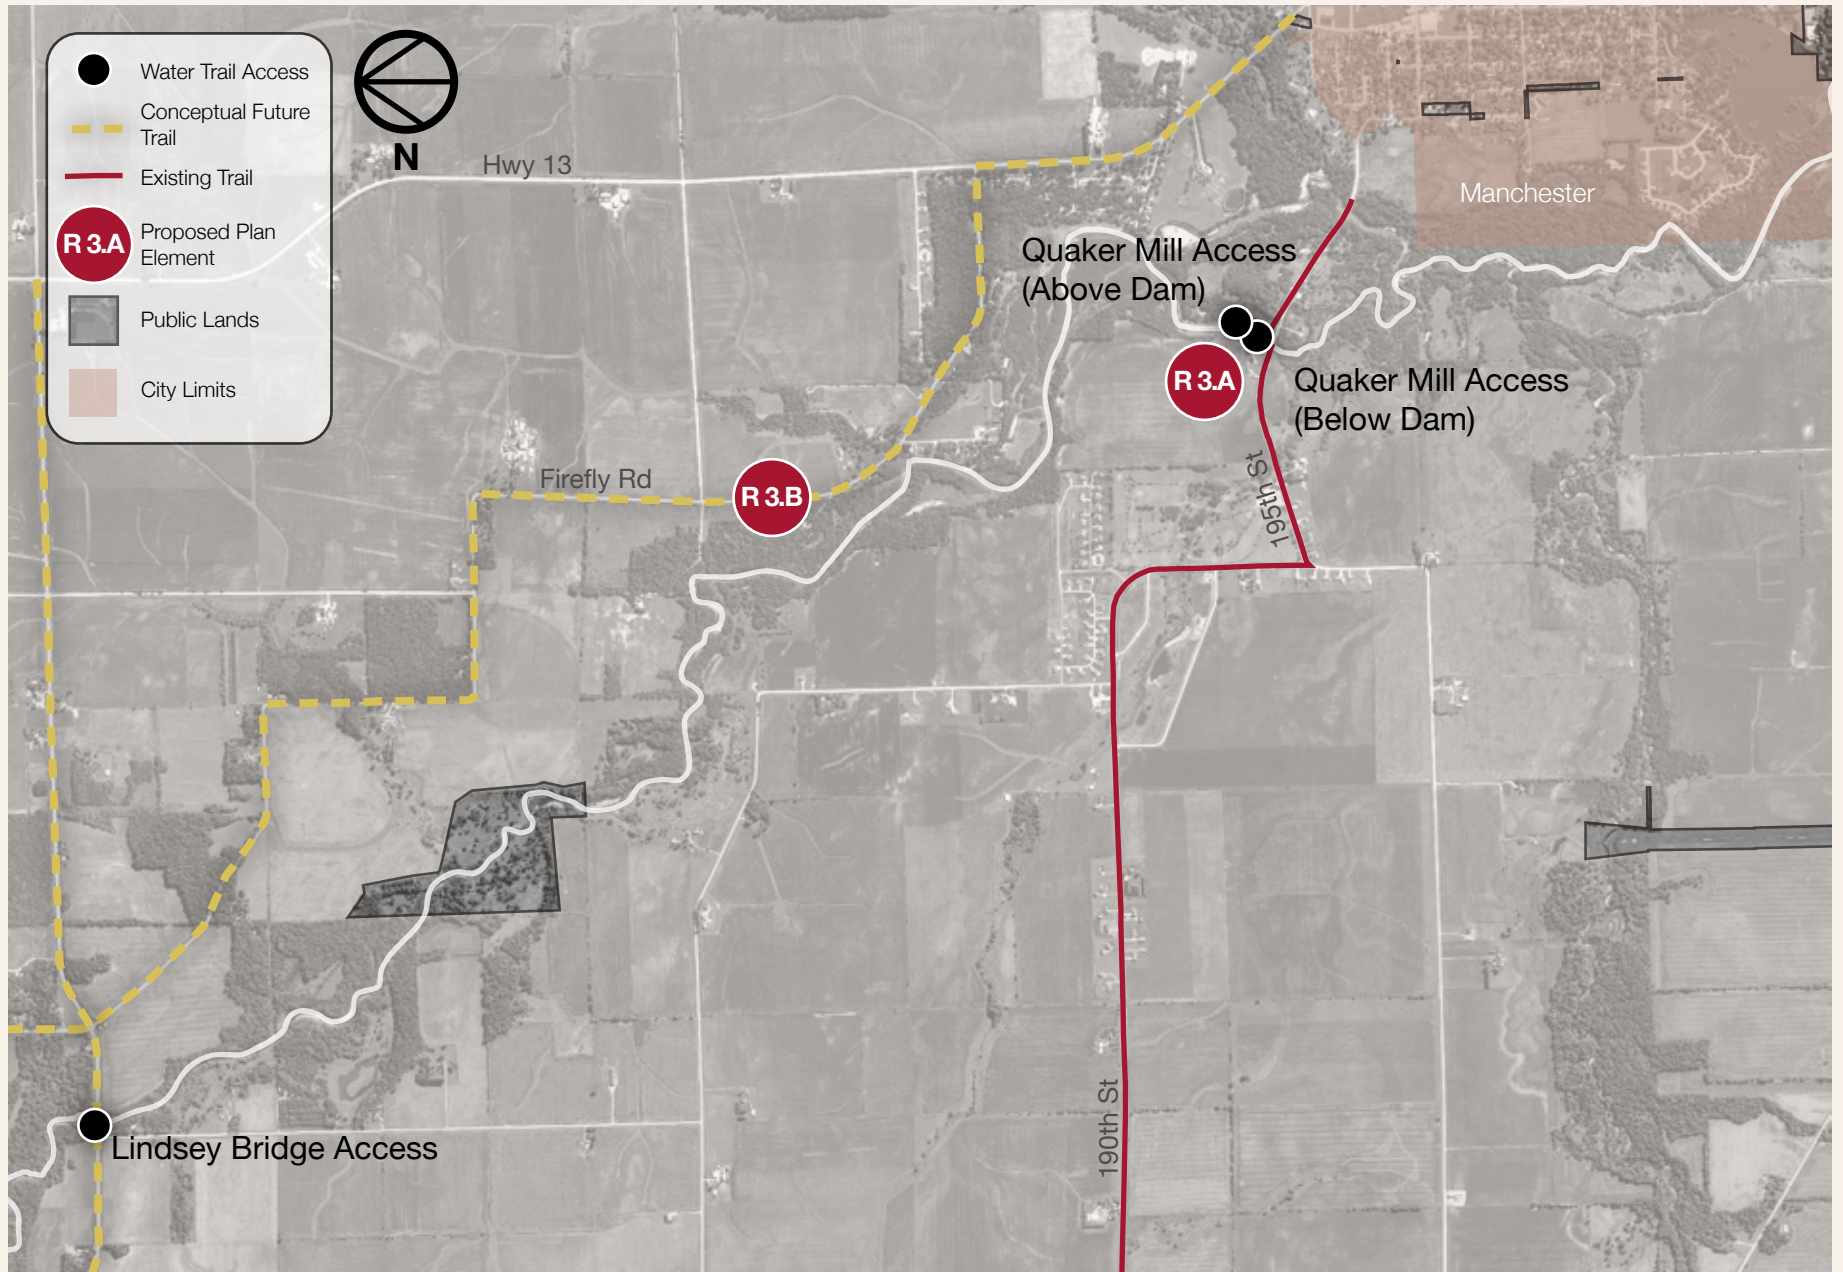 Water Trail Access
Conceptual Future
Trail
Existing Trail
R 3.A
Proposed Plan
Element
Public Lands
City Limits
N
Hwy 13
Manchester
Quaker Mill Access
(Above Dam)
R 3.A
Quaker Mill Access
(Below Dam)
195th St
Firefly Rd
R 3.B
190th St
Lindsey Bridge Access